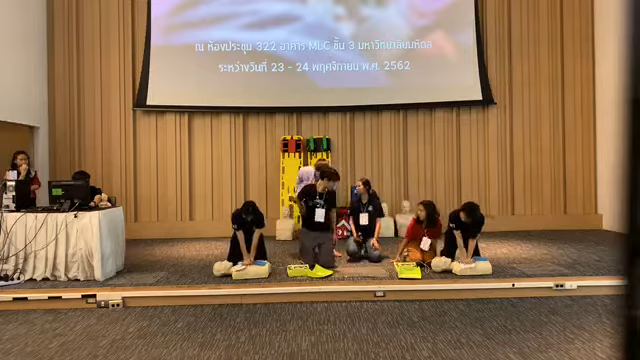 ณ ห้องประชุม 322 อาคาร MLC ชั้น 3 มหาวิทยาลัยมหิดล
ระหว่างวันที่ 23 - 24 พฤศจิกายน พ.ศ. 2562